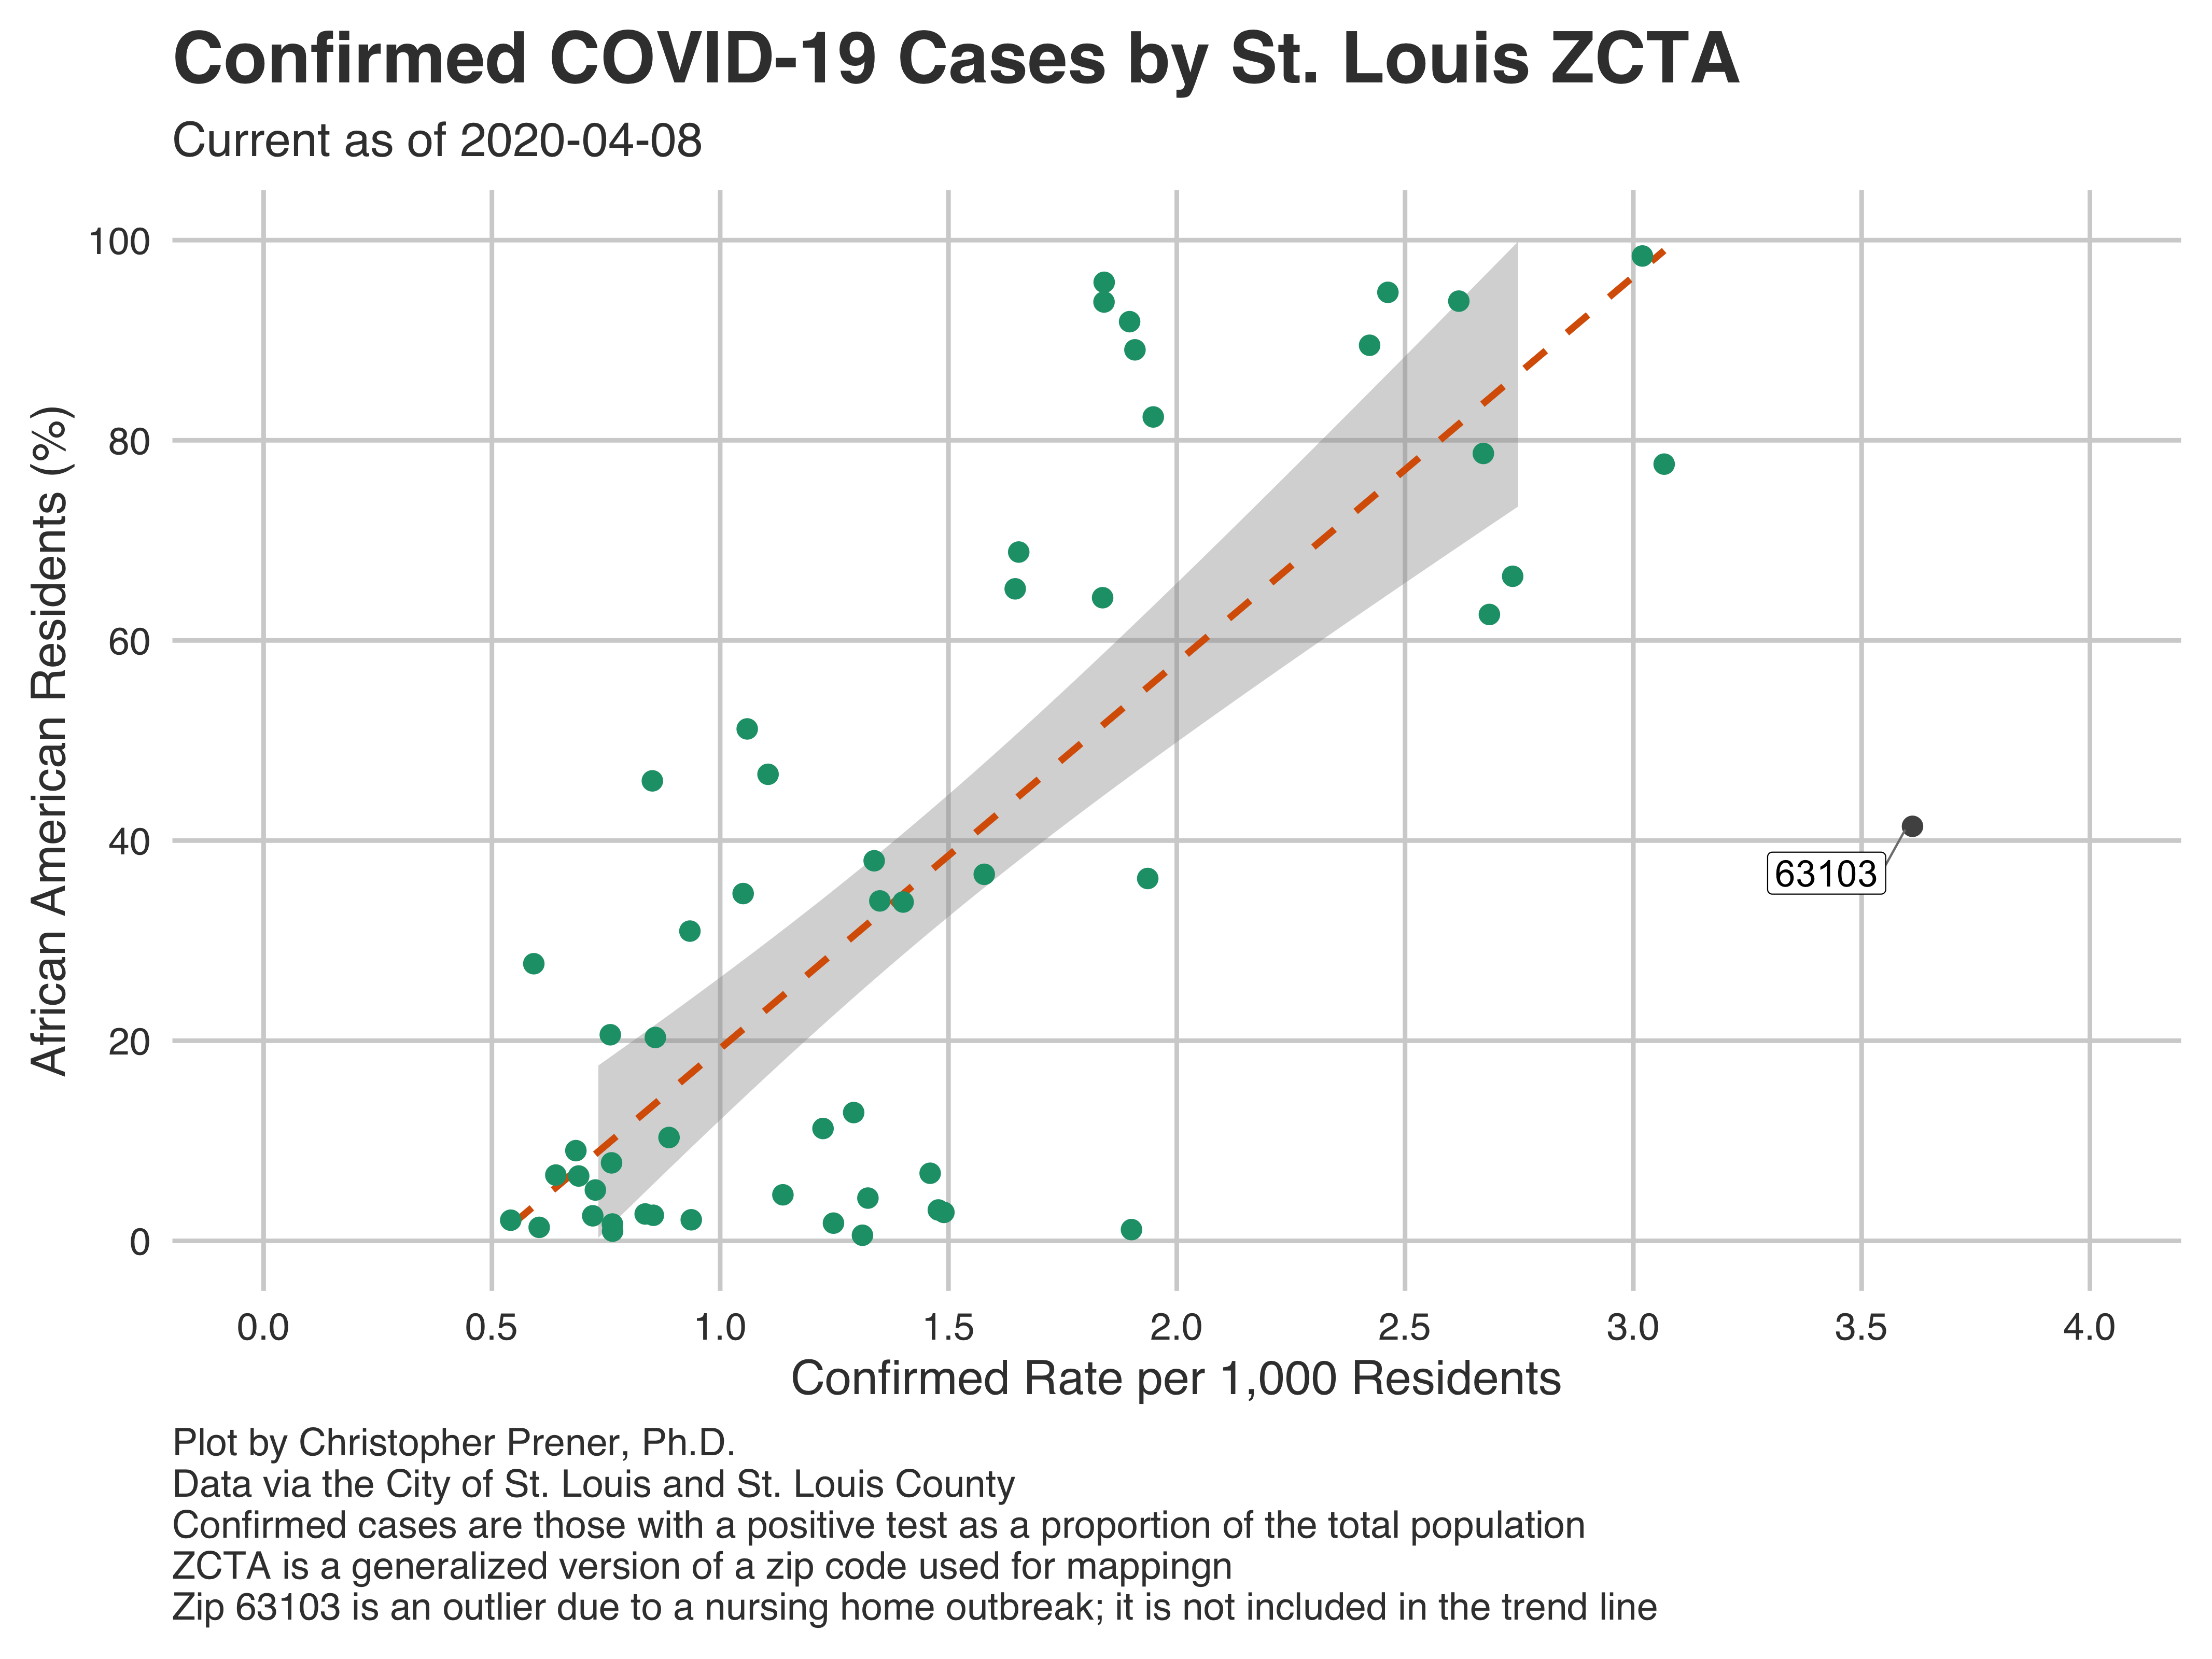 Confirmed COVID-19 Cases by St. Louis ZCTA
Current as of 2020-04-08
African American Residents (%)
100
80
60
40
20
0
63103
0.0 0.5 1.0 1.5 2.0 2.5 3.0 3.5 4.0
Confirmed Rate per 1,000 Residents
Plot by Christopher Prener, Ph.D.
Data via the City of St. Louis and St. Louis County
Confirmed cases are those with a positive test as a proportion of the total population
ZCTA is a generalized version of a zip code used for mappingn
Zip 63103 is an outlier due to a nursing home outbreak; it is not included in the trend line